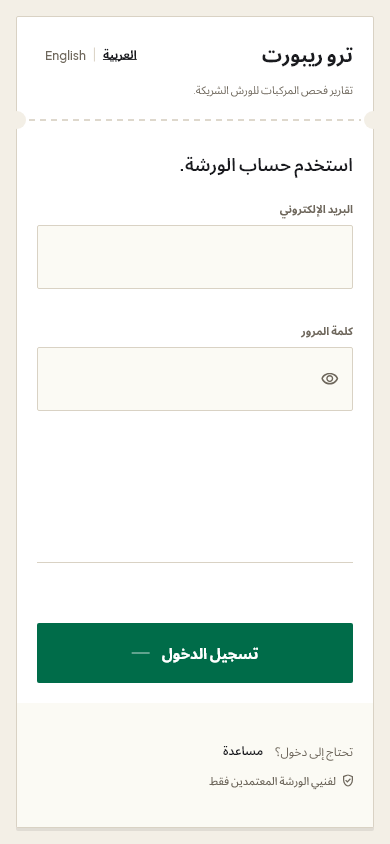 ترو ريبورت
العربية
English
تقارير فحص المركبات للورش الشريكة.
استخدم حساب الورشة.
البريد الإلكتروني
كلمة المرور
تسجيل الدخول
تحتاج إلى دخول؟ مساعدة
لفنيي الورشة المعتمدين فقط